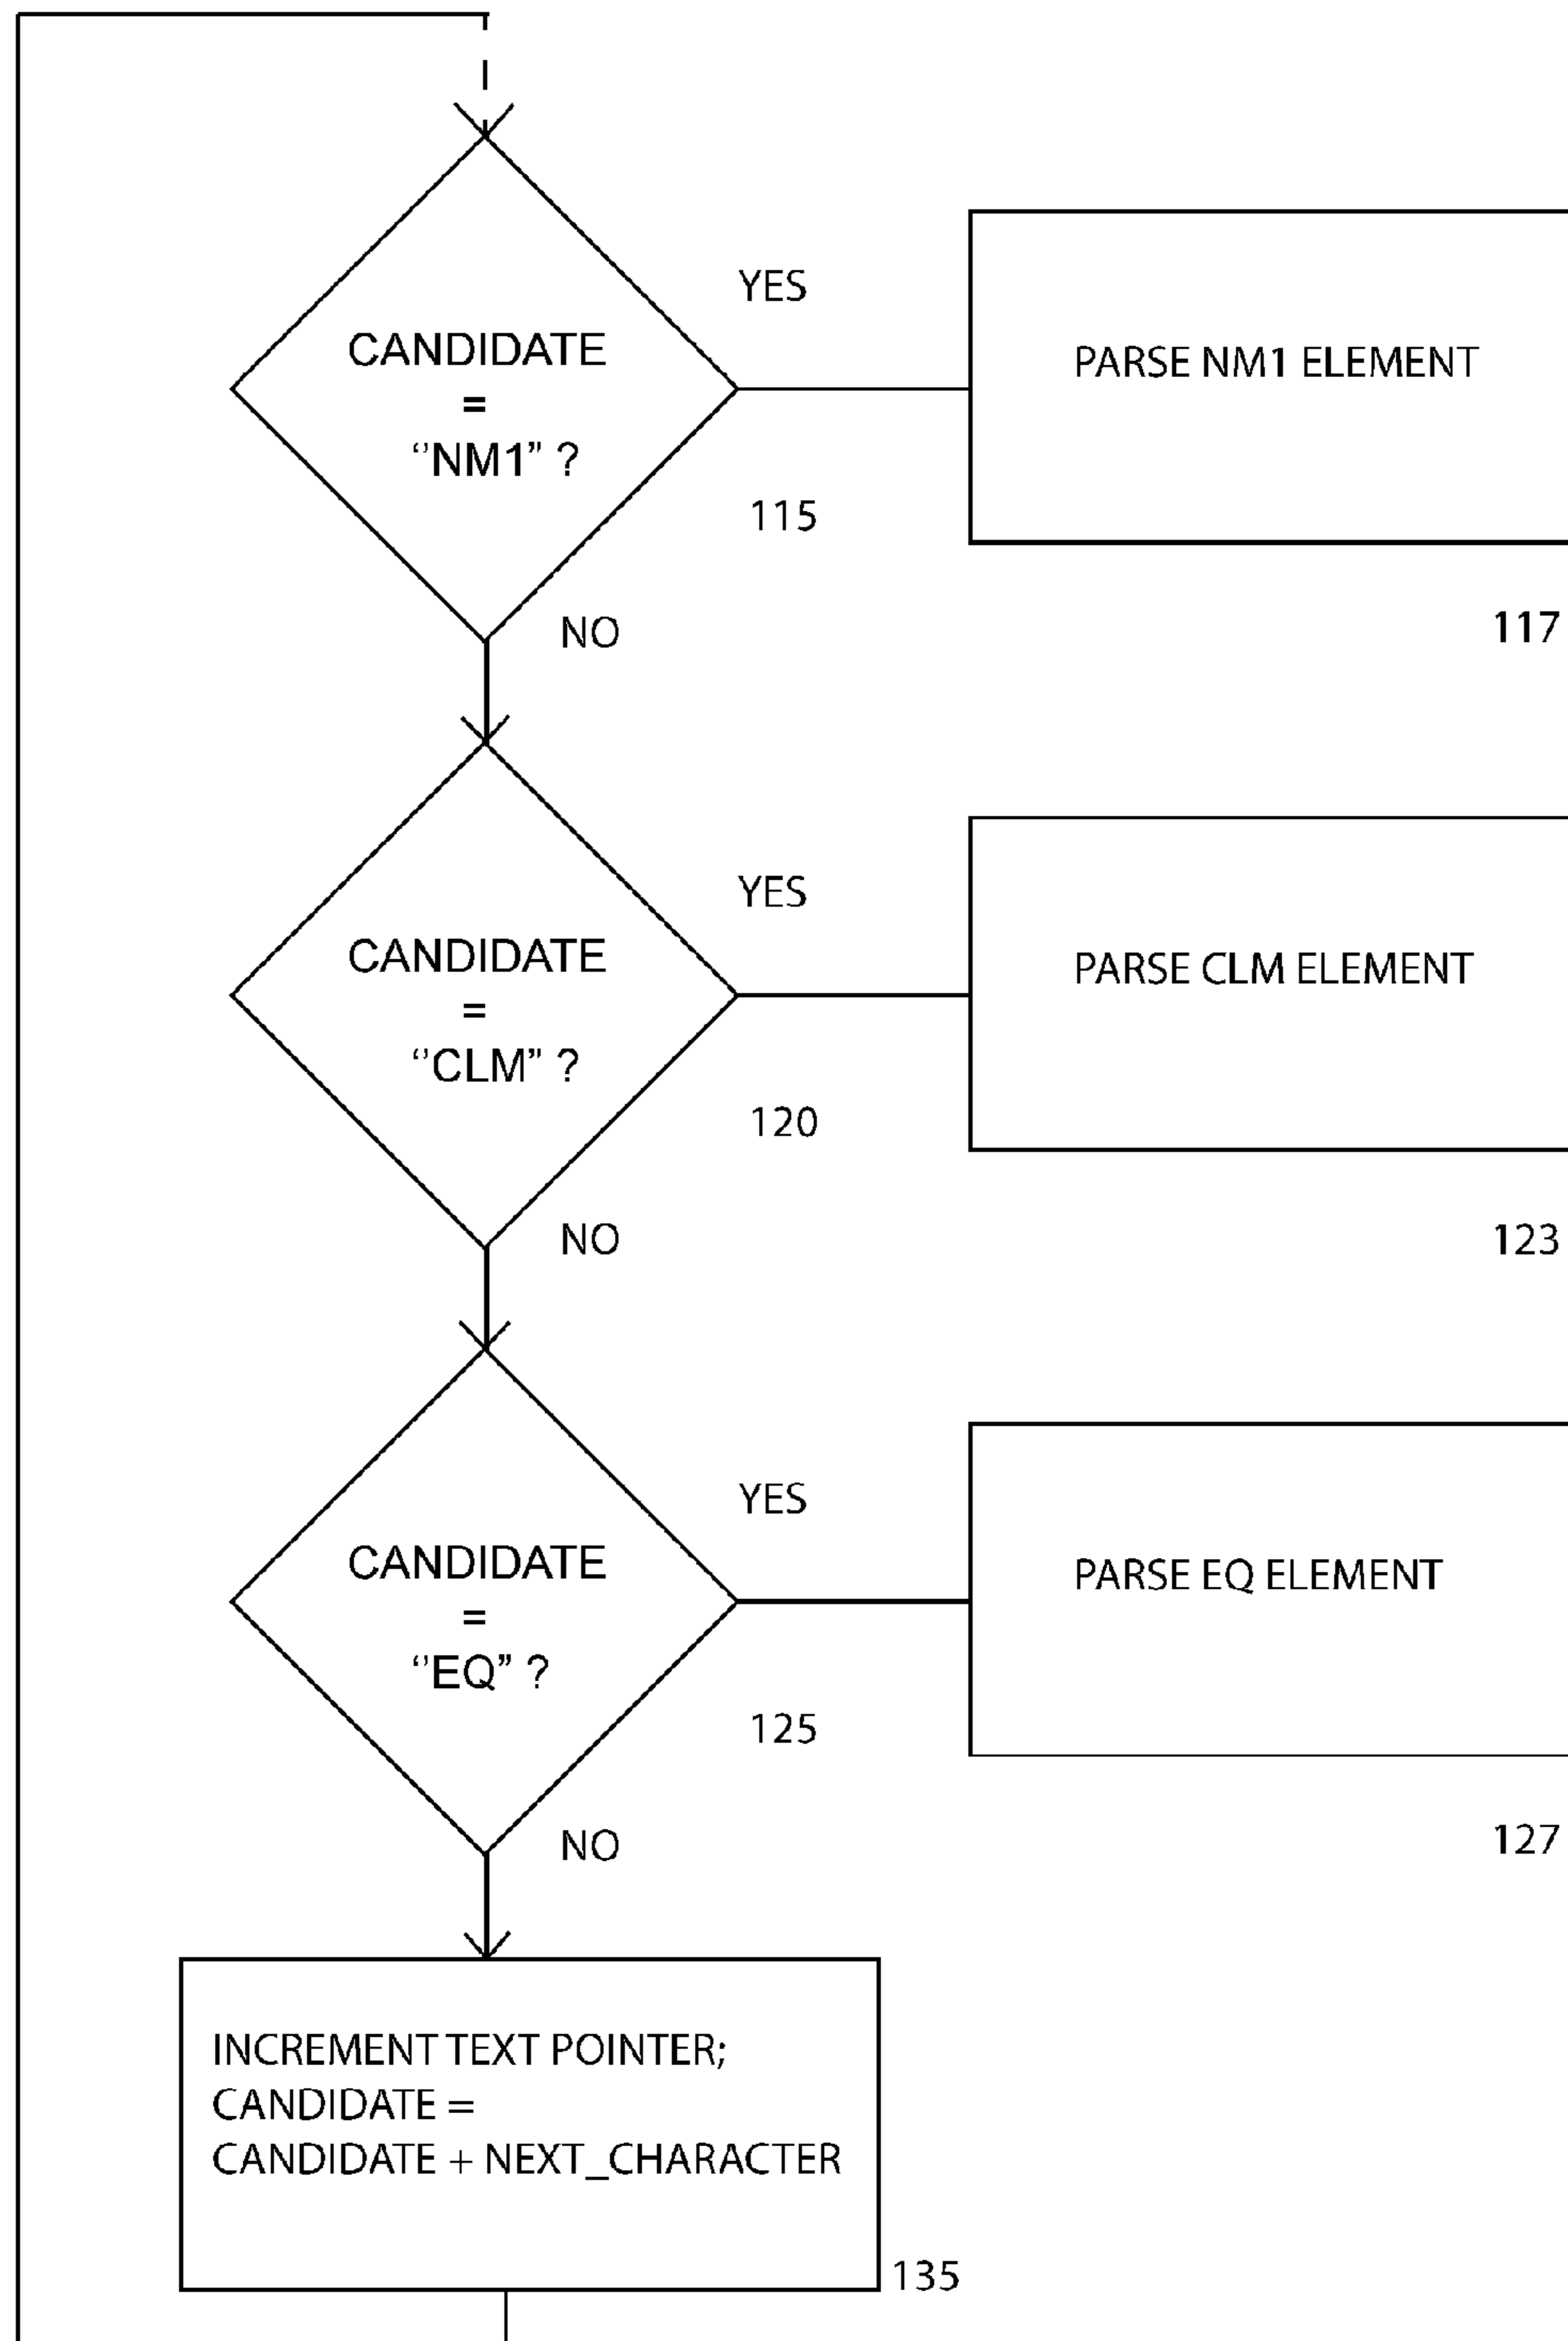 YES
CANDIDATE
=
‘’NM1” ?
PARSE NM1 ELEMENT
115
117
NO
YES
CANDIDATE
=
‘’CLM” ?
PARSE CLM ELEMENT
120
123
NO
YES
CANDIDATE
=
‘’EQ” ?
PARSE EQ ELEMENT
125
127
NO
INCREMENT TEXT POINTER;
CANDIDATE =
CANDIDATE + NEXT_CHARACTER
135